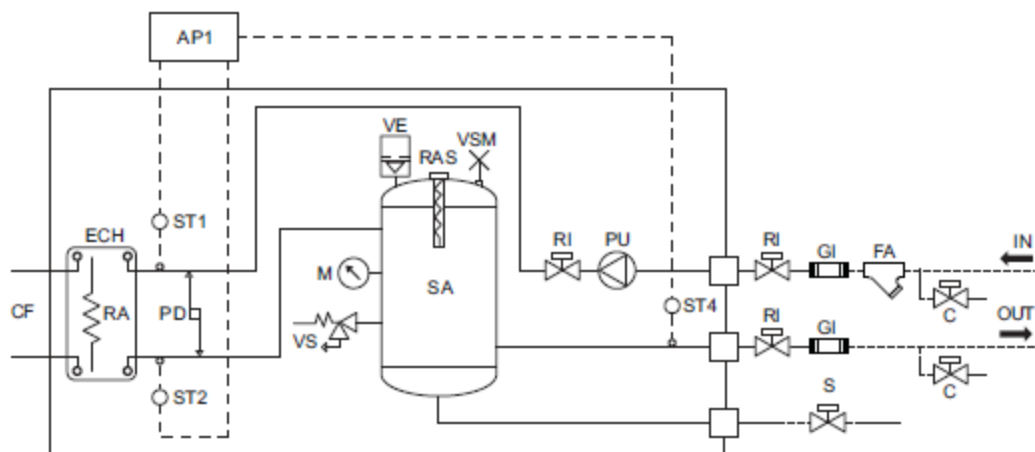 AP1
VE
VSM
RAS
ST1
ECH
RI
PU
RI
GI
FA
IN
M
SA
CF
RA
PD
ST4
C
RI
GI
OUT
VS
ST2
C
S